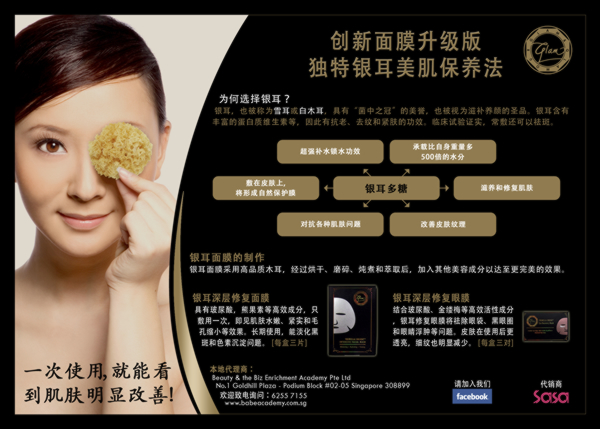 创新面膜升级版
独特银耳美肌保养法
Glam
为何选择银耳？
银耳，也被称为雪耳或白木耳，具有“菌中之冠”的美誉，也被视为滋补养颜的圣品。银耳含有
丰富的蛋白质维生素等，因此有抗老、去纹和紧肤的功效。临床试验证实，常敷还可以祛斑。
超强补水锁水功效
承载比自身重量多
500倍的水分
敷在皮肤上，
将形成自然保护膜
银耳多糖
滋养和修复肌肤
对抗各种肌肤问题
改善皮肤纹理
银耳面膜的制作
银耳面膜采用高品质木耳，经过烘干、磨碎、炖煮和萃取后，加入其他美容成分以达至更完美的效果。
银耳深层修复面膜
具有玻尿酸，熊果素等高效成分，只
敷用一次，即见肌肤水嫩、紧实和毛
孔缩小等效果。长期使用，能淡化黑
斑和色素沉淀问题。[每盒三片]
银耳深层修复眼膜
结合玻尿酸、金缕梅等高效活性成分
，银耳修复眼膜将祛除眼袋、黑眼圈
和眼睛浮肿等问题。皮肤在使用后更
透亮，细纹也明显减少。[每盒三对]
一次使用,就能看
到肌肤明显改善!
本地代理商：
Beauty & the Biz Enrichment Academy Pte Ltd
No.1 Goldhill Plaza - Podium Block #02-05 Singapore 308899
欢迎致电询问：6255 7155
www.babeacademy.com.sg
请加入我们
facebook
代销商
SaSa